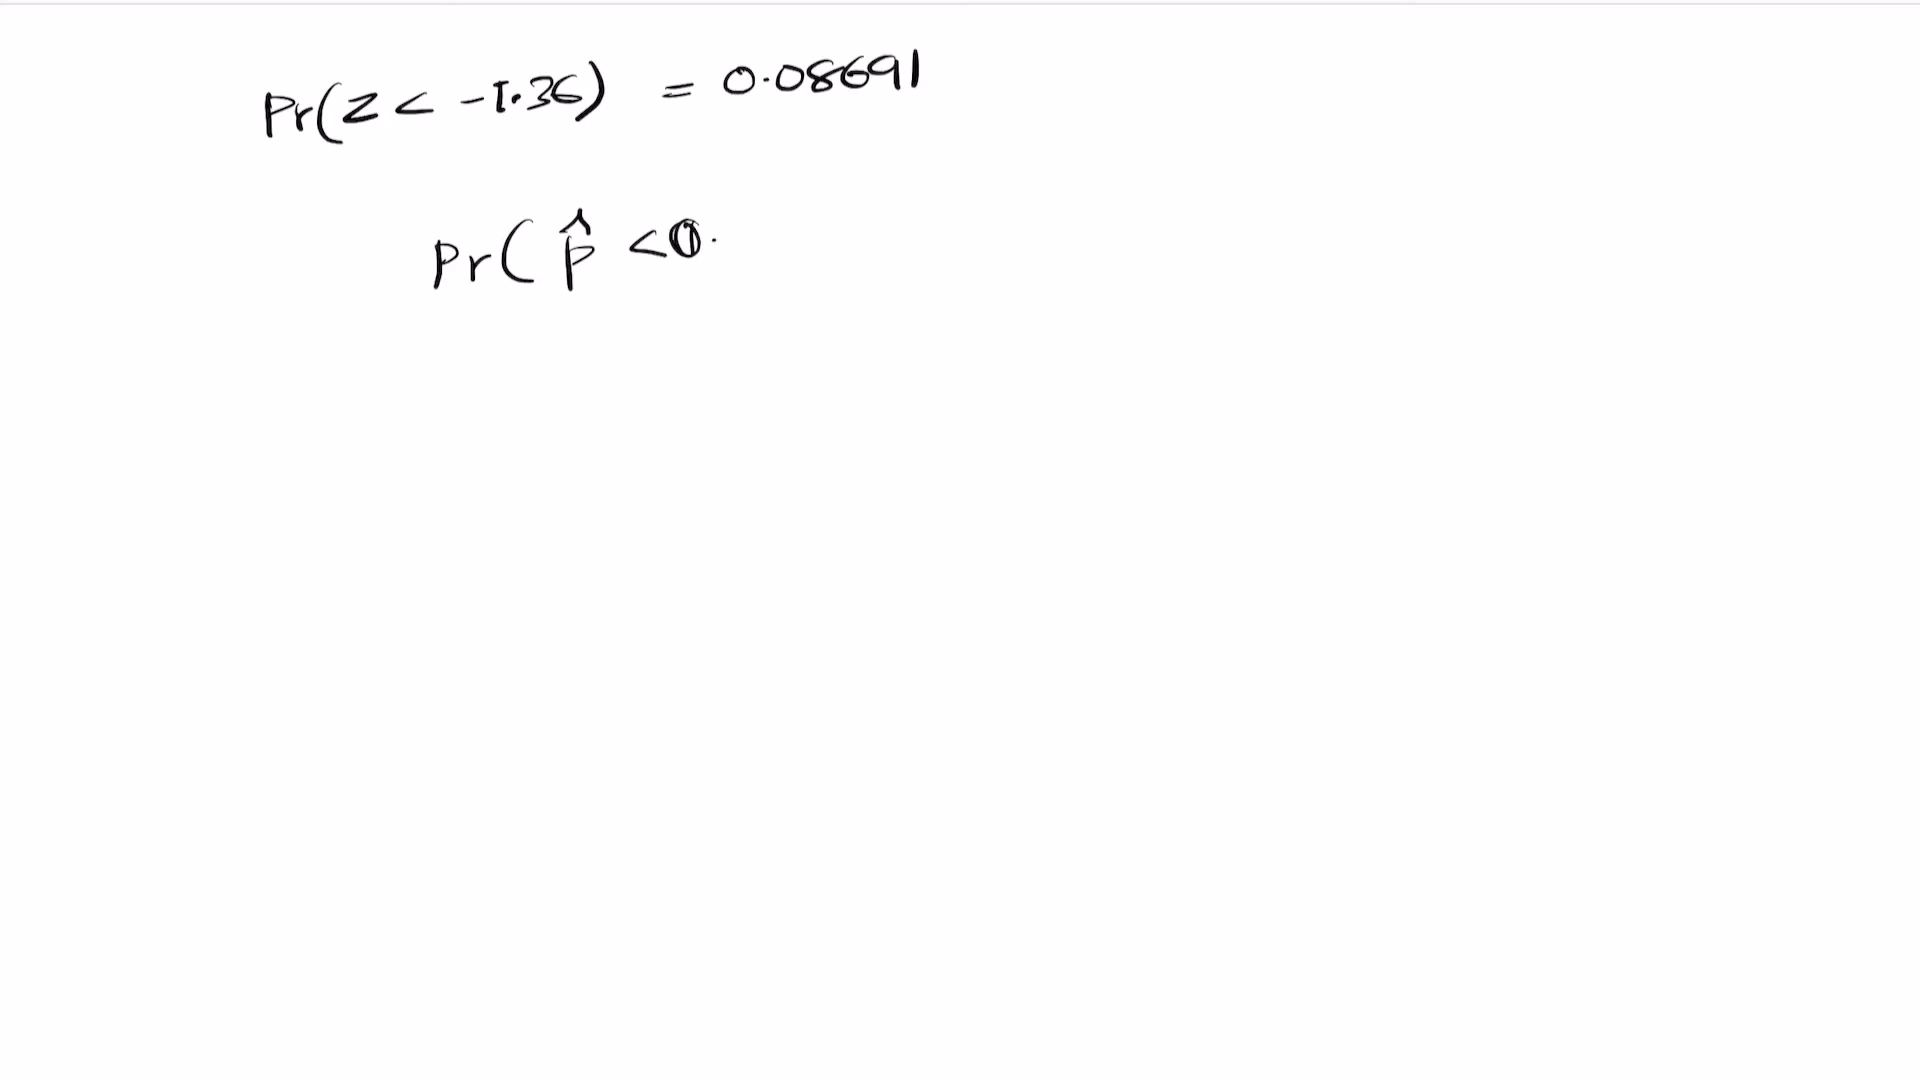 Pr(Z < -1.36) = 0.08691
Pr( p̂ < 0.